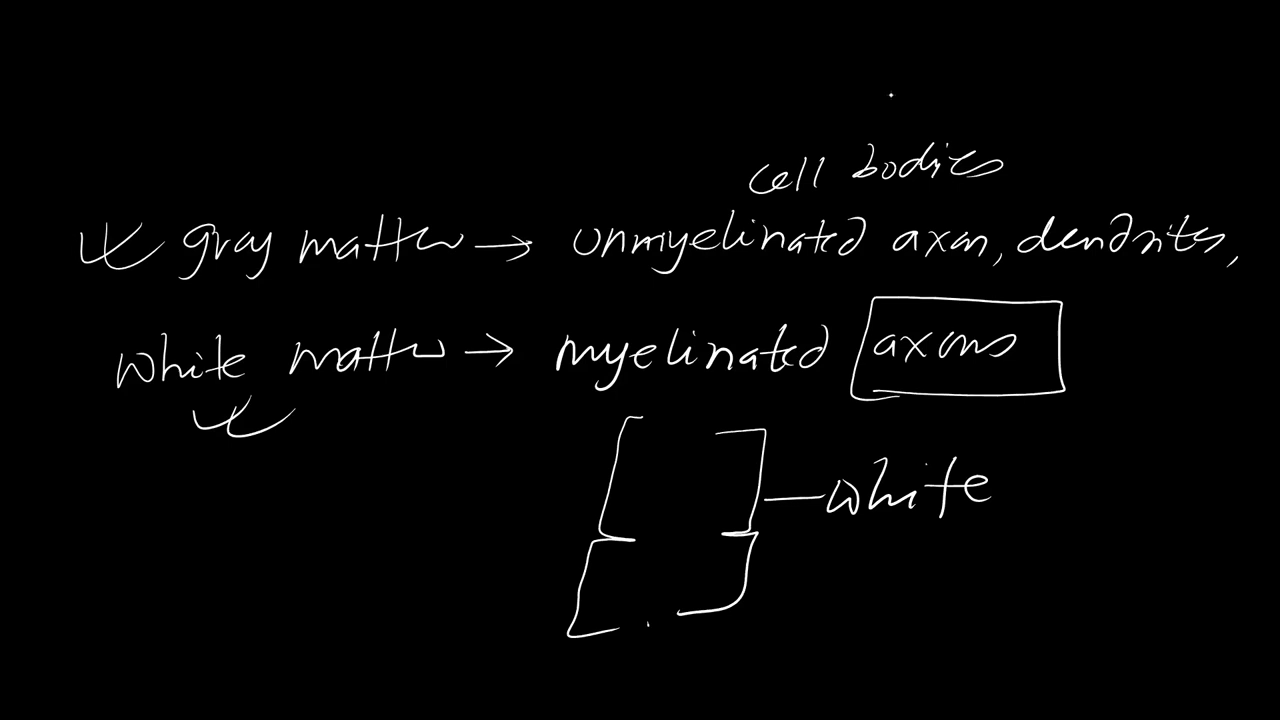 cell bodies
gray matter → unmyelinated axon, dendrites,
white matter → myelinated axons
white